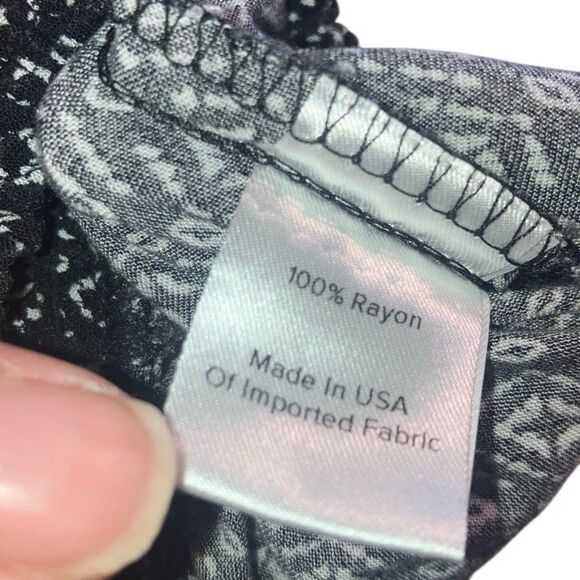 100% Rayon
Made In USA
Of Imported Fabric